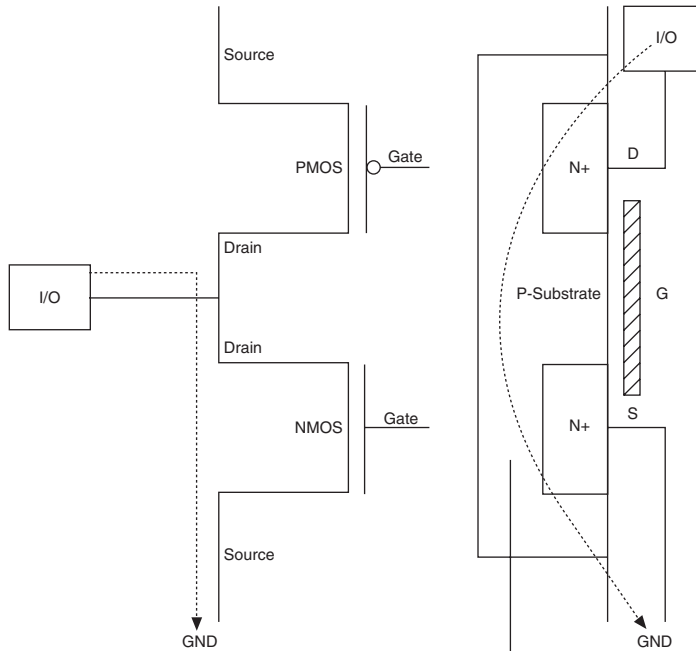 Source
PMOS
Gate
Drain
I/O
Drain
NMOS
Gate
Source
GND
I/O
D
N+
P-Substrate
G
S
N+
GND